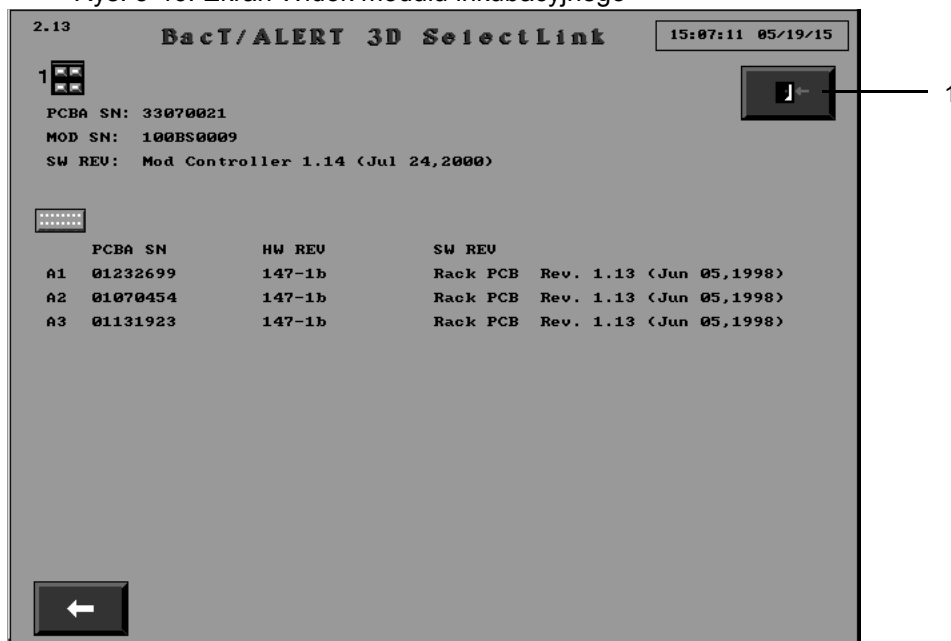 2.13
BacT/ALERT 3D SelectLink
15:07:11 05/19/15
1
1
PCBA SN: 33070021
MOD SN: 100BS0009
SW REV: Mod Controller 1.14 (Jul 24,2000)
PCBA SN HW REV SW REV
A1 01232699 147-1b Rack PCB Rev. 1.13 (Jun 05,1998)
A2 01070454 147-1b Rack PCB Rev. 1.13 (Jun 05,1998)
A3 01131923 147-1b Rack PCB Rev. 1.13 (Jun 05,1998)